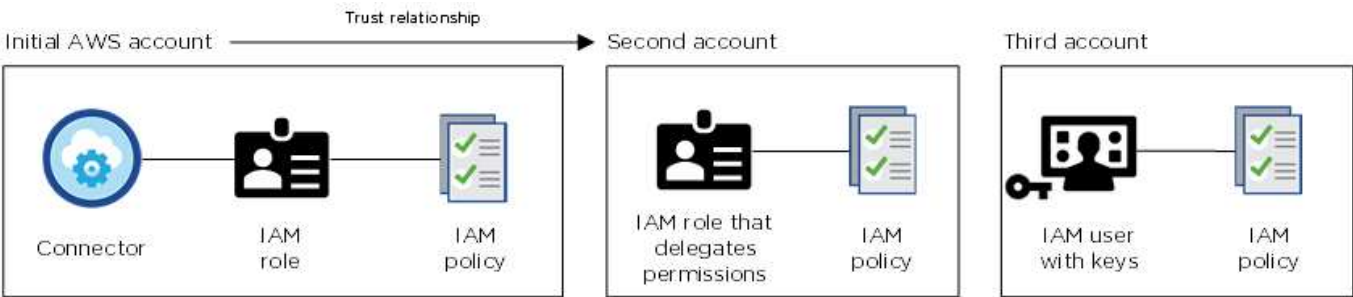 Trust relationship
Initial AWS account
Second account
Third account
Connector
IAM
role
IAM
policy
IAM role that
delegates
permissions
IAM
policy
IAM user
with keys
IAM
policy